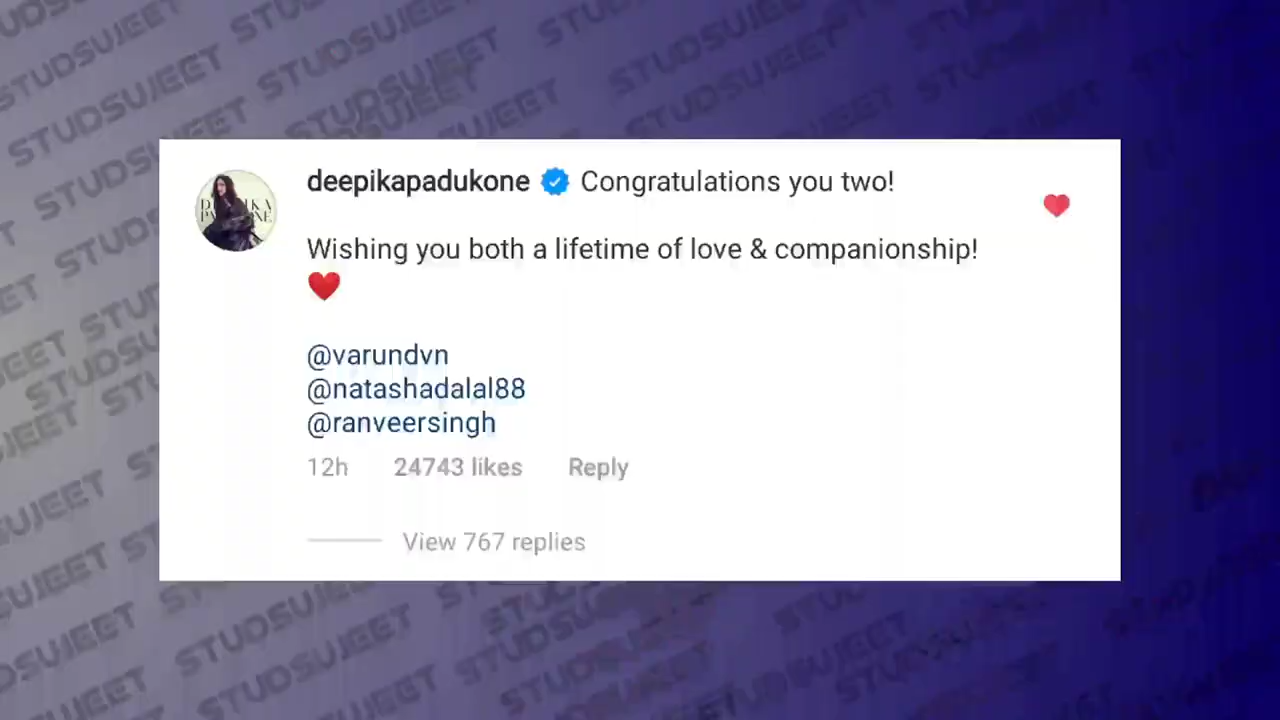 deepikapadukone Congratulations you two!
Wishing you both a lifetime of love & companionship!
❤️
@varundvn
@natashadalal88
@ranveersingh
12h 24743 likes Reply
View 767 replies
STUDSUJEET